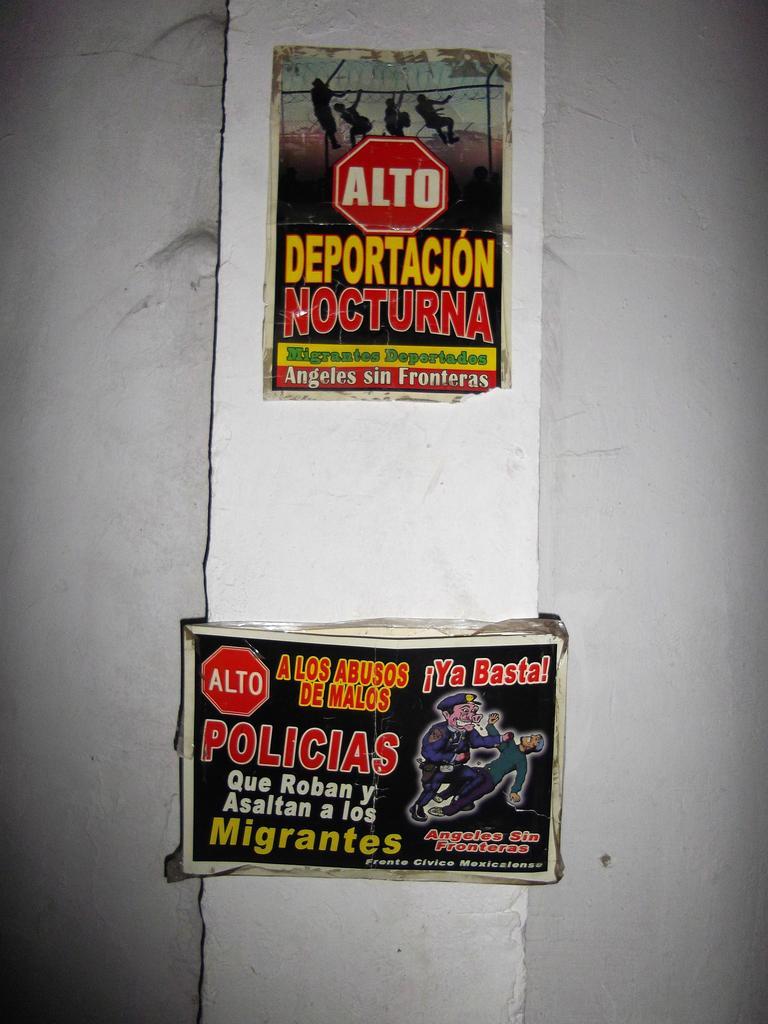 ALTO
DEPORTACIÓN
NOCTURNA
Migrantes Deportados
Angeles sin Fronteras
ALTO
A LOS ABUSOS
DE MALOS
¡Ya Basta!
POLICIAS
Que Roban y
Asaltan a los
Migrantes
Angeles Sin
Fronteras
Frente Cívico Mexicalense